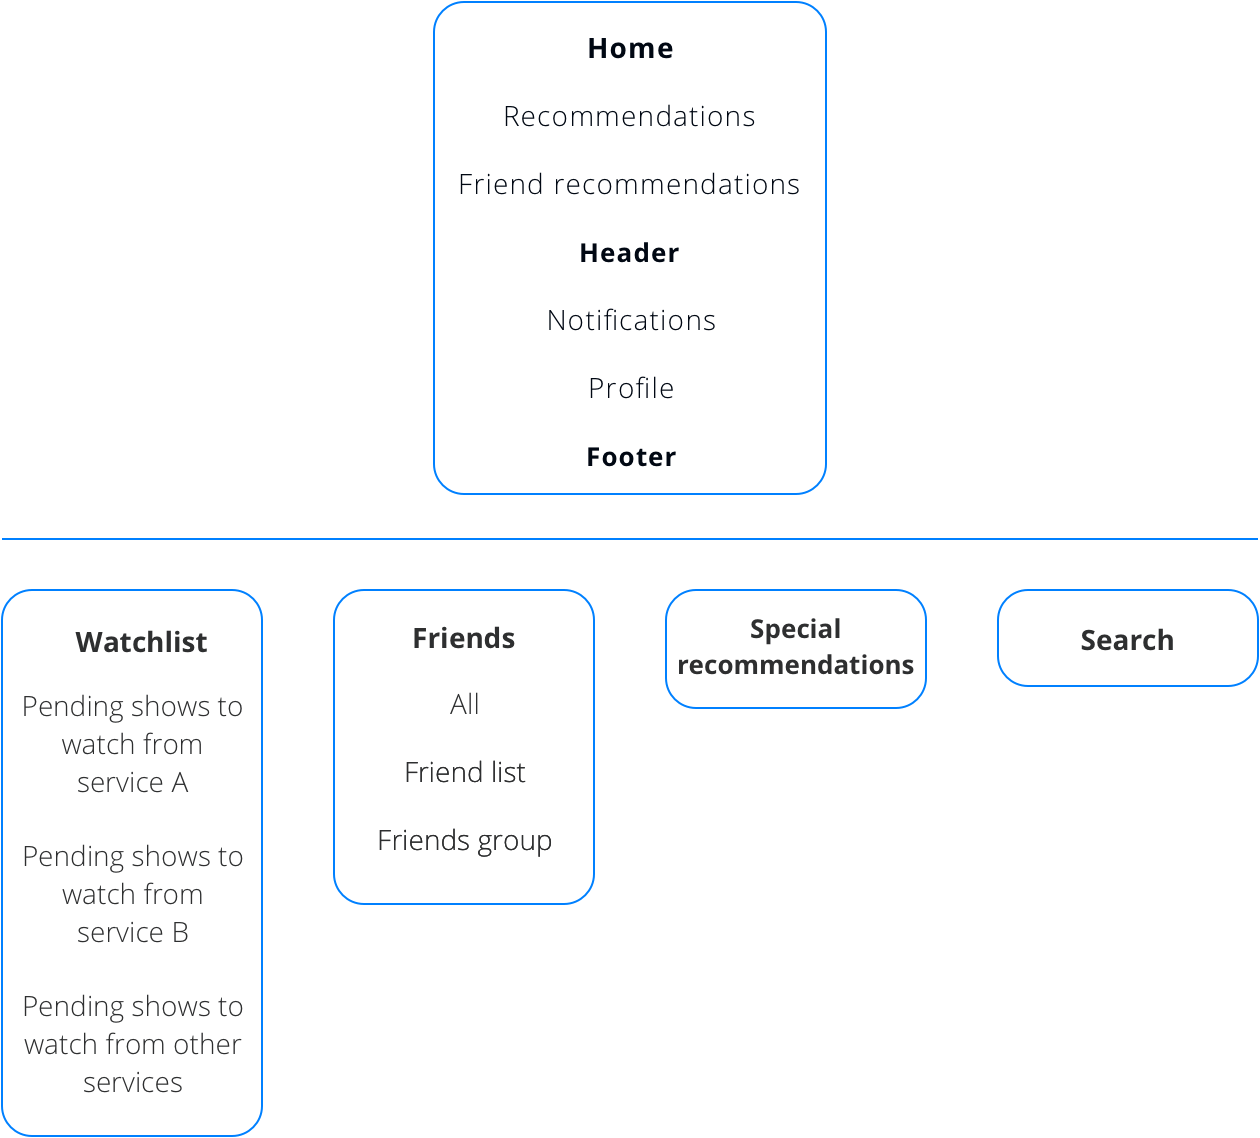 Home
Recommendations
Friend recommendations
Header
Notifications
Profile
Footer
Watchlist
Pending shows to
watch from
service A
Pending shows to
watch from
service B
Pending shows to
watch from other
services
Friends
All
Friend list
Friends group
Special
recommendations
Search